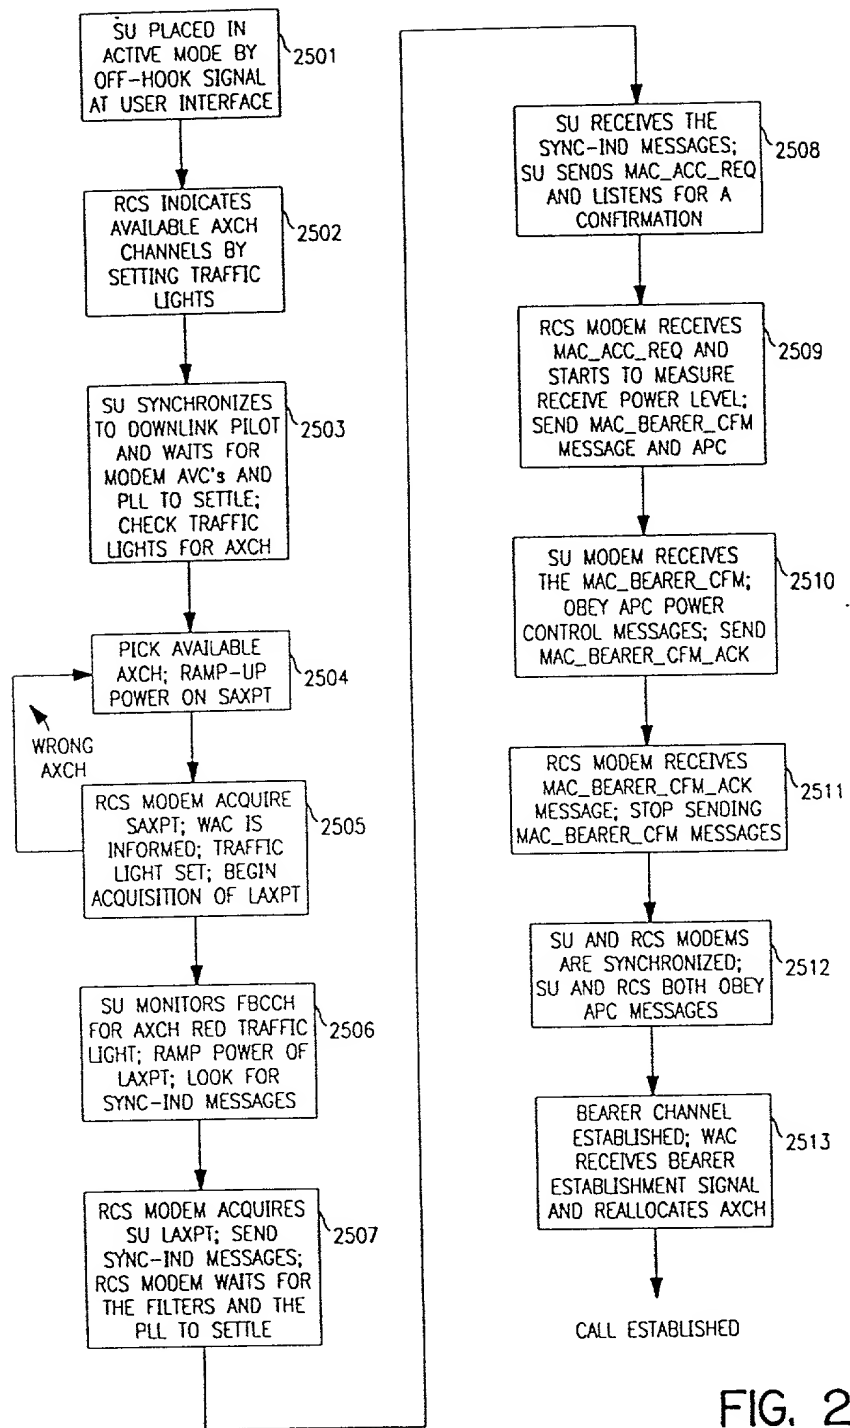 SU PLACED IN
ACTIVE MODE BY
OFF-HOOK SIGNAL
AT USER INTERFACE
2501
RCS INDICATES
AVAILABLE AXCH
CHANNELS BY
SETTING TRAFFIC
LIGHTS
2502
SU SYNCHRONIZES
TO DOWNLINK PILOT
AND WAITS FOR
MODEM AVC's AND
PLL TO SETTLE;
CHECK TRAFFIC
LIGHTS FOR AXCH
2503
PICK AVAILABLE
AXCH; RAMP-UP
POWER ON SAXPT
2504
WRONG
AXCH
RCS MODEM ACQUIRE
SAXPT; WAC IS
INFORMED; TRAFFIC
LIGHT SET; BEGIN
ACQUISITION OF LAXPT
2505
SU MONITORS FBCCH
FOR AXCH RED TRAFFIC
LIGHT; RAMP POWER OF
LAXPT; LOOK FOR
SYNC-IND MESSAGES
2506
RCS MODEM ACQUIRES
SU LAXPT; SEND
SYNC-IND MESSAGES;
RCS MODEM WAITS FOR
THE FILTERS AND THE
PLL TO SETTLE
2507
SU RECEIVES THE
SYNC-IND MESSAGES;
SU SENDS MAC_ACC_REQ
AND LISTENS FOR A
CONFIRMATION
2508
RCS MODEM RECEIVES
MAC_ACC_REQ AND
STARTS TO MEASURE
RECEIVE POWER LEVEL;
SEND MAC_BEARER_CFM
MESSAGE AND APC
2509
SU MODEM RECEIVES
THE MAC_BEARER_CFM;
OBEY APC POWER
CONTROL MESSAGES; SEND
MAC_BEARER_CFM_ACK
2510
RCS MODEM RECEIVES
MAC_BEARER_CFM_ACK
MESSAGE; STOP SENDING
MAC_BEARER_CFM MESSAGES
2511
SU AND RCS MODEMS
ARE SYNCHRONIZED;
SU AND RCS BOTH OBEY
APC MESSAGES
2512
BEARER CHANNEL
ESTABLISHED; WAC
RECEIVES BEARER
ESTABLISHMENT SIGNAL
AND REALLOCATES AXCH
2513
CALL ESTABLISHED
FIG. 2